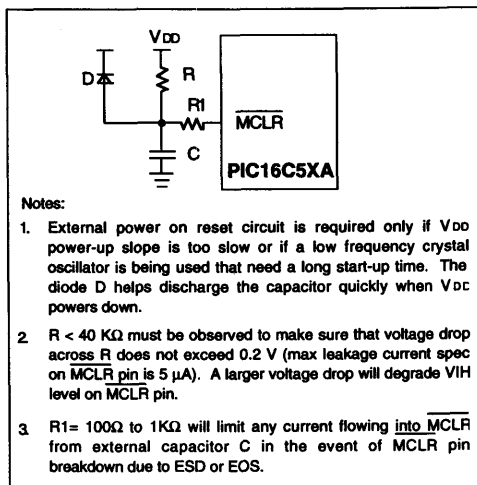 VDD
D
R
R1
MCLR
C
PIC16C5XA
Notes:
1. External power on reset circuit is required only if VDD
power-up slope is too slow or if a low frequency crystal
oscillator is being used that need a long start-up time. The
diode D helps discharge the capacitor quickly when VDC
powers down.
2 R < 40 KΩ must be observed to make sure that voltage drop
across R does not exceed 0.2 V (max leakage current spec
on MCLR pin is 5 µA). A larger voltage drop will degrade VIH
level on MCLR pin.
3 R1= 100Ω to 1KΩ will limit any current flowing into MCLR
from external capacitor C in the event of MCLR pin
breakdown due to ESD or EOS.